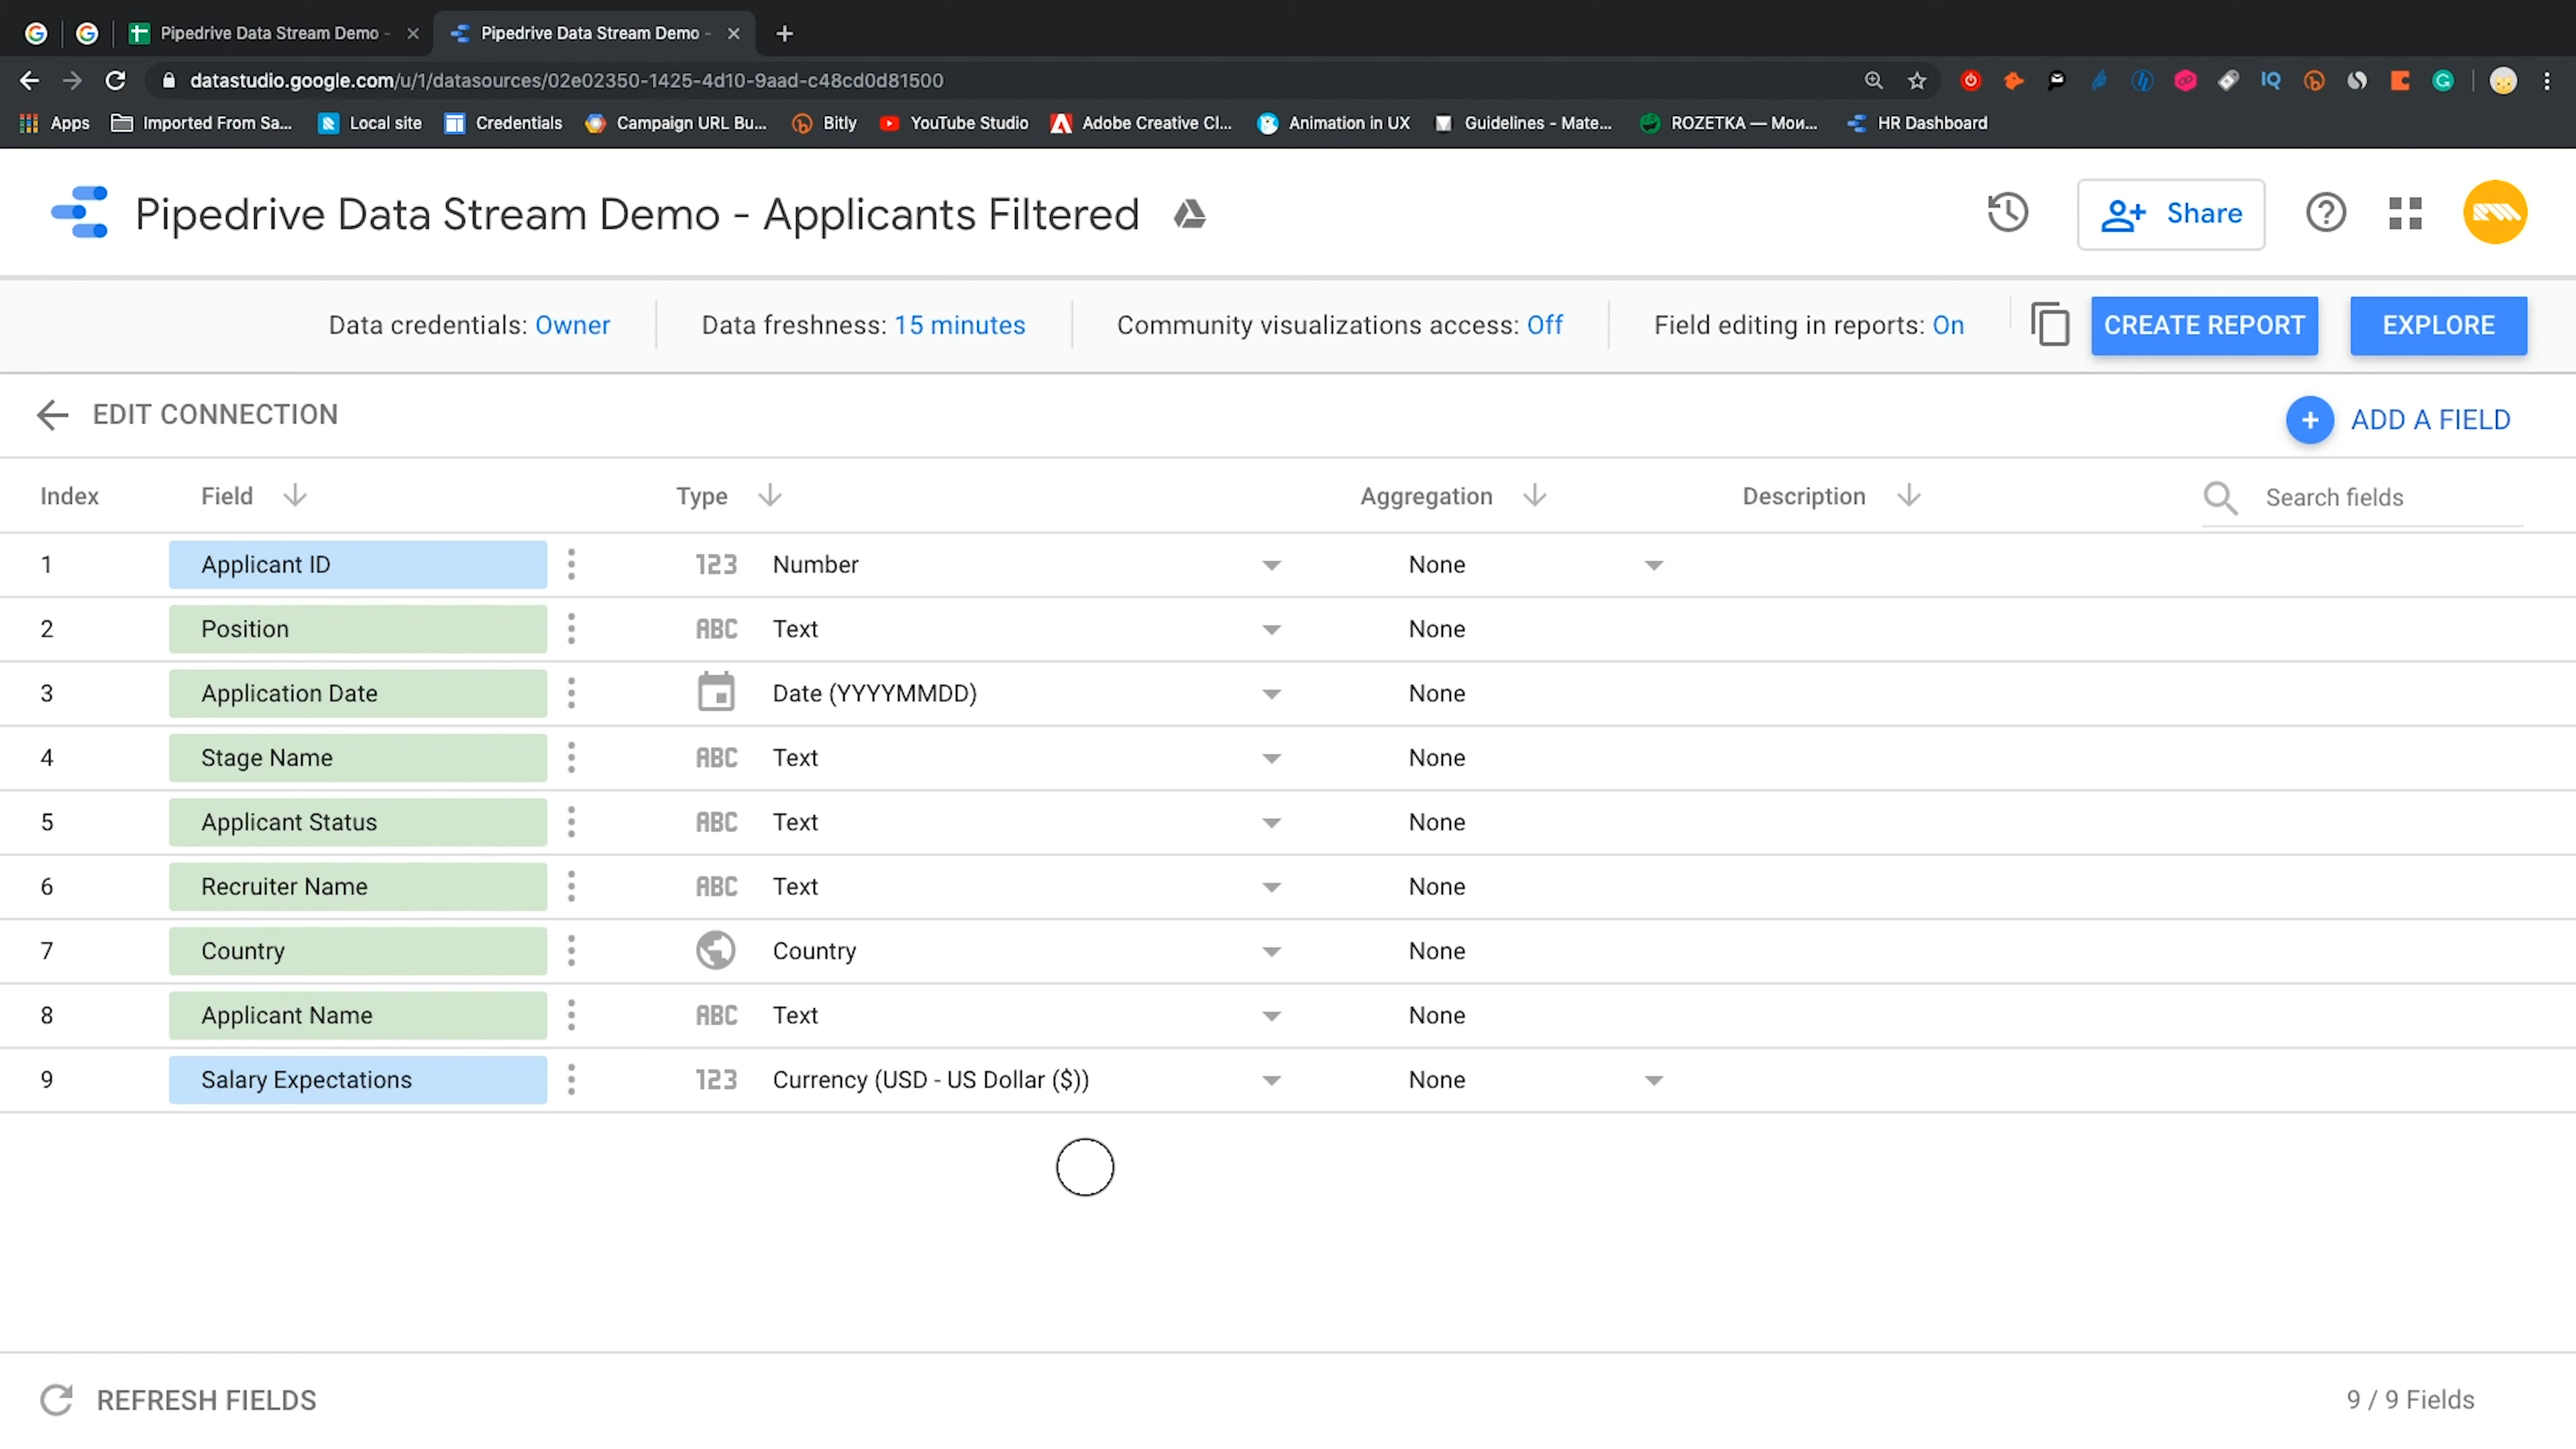 Pipedrive Data Stream Demo - Pipedrive Data Stream Demo -
datastudio.google.com/u/1/datasources/02e02350-1425-4d10-9aad-c48cd0d81500
Apps Imported From Sa... Local site Credentials Campaign URL Bu... Bitly YouTube Studio Adobe Creative Cl... Animation in UX Guidelines - Mate... ROZETKA — Мои... HR Dashboard
Pipedrive Data Stream Demo - Applicants Filtered Share
Data credentials: Owner Data freshness: 15 minutes Community visualizations access: Off Field editing in reports: On CREATE REPORT EXPLORE
EDIT CONNECTION ADD A FIELD
Index Field Type Aggregation Description Search fields
1 Applicant ID 123 Number None
2 Position ABC Text None
3 Application Date Date (YYYYMMDD) None
4 Stage Name ABC Text None
5 Applicant Status ABC Text None
6 Recruiter Name ABC Text None
7 Country Country None
8 Applicant Name ABC Text None
9 Salary Expectations 123 Currency (USD - US Dollar ($)) None
REFRESH FIELDS 9 / 9 Fields